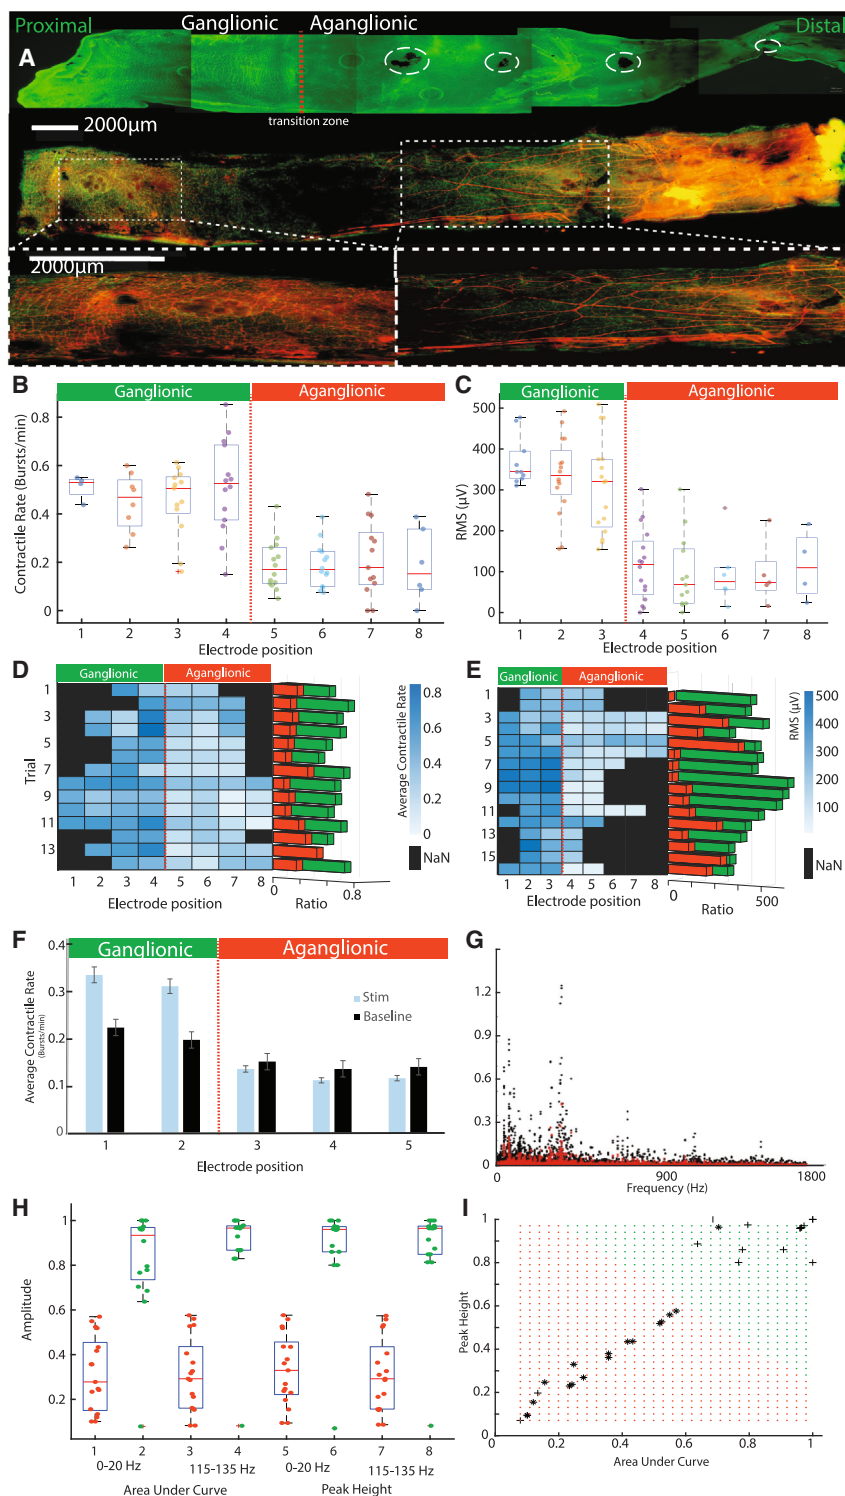 Proximal
Ganglionic
Aganglionic
Distal
A
transition zone
2000µm
2000µm
B
Ganglionic
Aganglionic
Contractile Rate (Bursts/min)
0.8
0.6
0.4
0.2
0
1 2 3 4 5 6 7 8
Electrode position
C
Ganglionic
Aganglionic
RMS (µV)
500
400
300
200
100
0
1 2 3 4 5 6 7 8
Electrode position
D
Ganglionic
Aganglionic
Trial
1
3
5
7
9
11
13
1 2 3 4 5 6 7 8
Electrode position
0 0.8
Ratio
Average Contractile Rate
0.8
0.6
0.4
0.2
0
NaN
E
Ganglionic
Aganglionic
1
3
5
7
9
11
13
15
1 2 3 4 5 6 7 8
Electrode position
0 500
Ratio
RMS (µV)
500
400
300
200
100
NaN
F
Ganglionic
Aganglionic
Average Contractile Rate
(Bursts/min)
0.4
0.3
0.2
0.1
0
Stim
Baseline
1 2 3 4 5
Electrode position
G
1.2
0.9
0.6
0.3
0
0 900 1800
Frequency (Hz)
H
Amplitude
1
0.8
0.6
0.4
0.2
1 2 3 4 5 6 7 8
0-20 Hz 115-135 Hz 0-20 Hz 115-135 Hz
Area Under Curve Peak Height
I
Peak Height
1
0.8
0.6
0.4
0.2
0
0 0.2 0.4 0.6 0.8 1
Area Under Curve